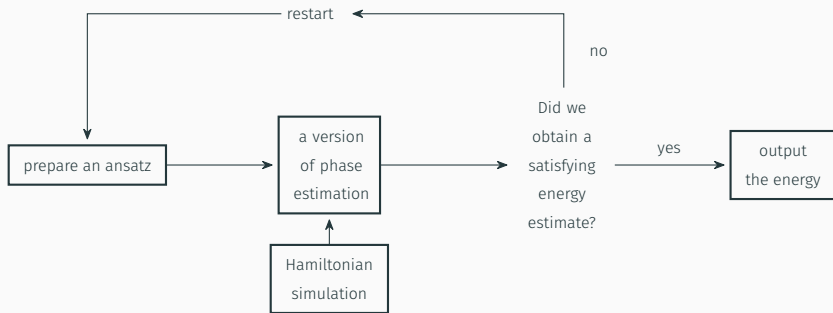 restart
no
prepare an ansatz
a version
of phase
estimation
Hamiltonian
simulation
Did we
obtain a
satisfying
energy
estimate?
yes
output
the energy